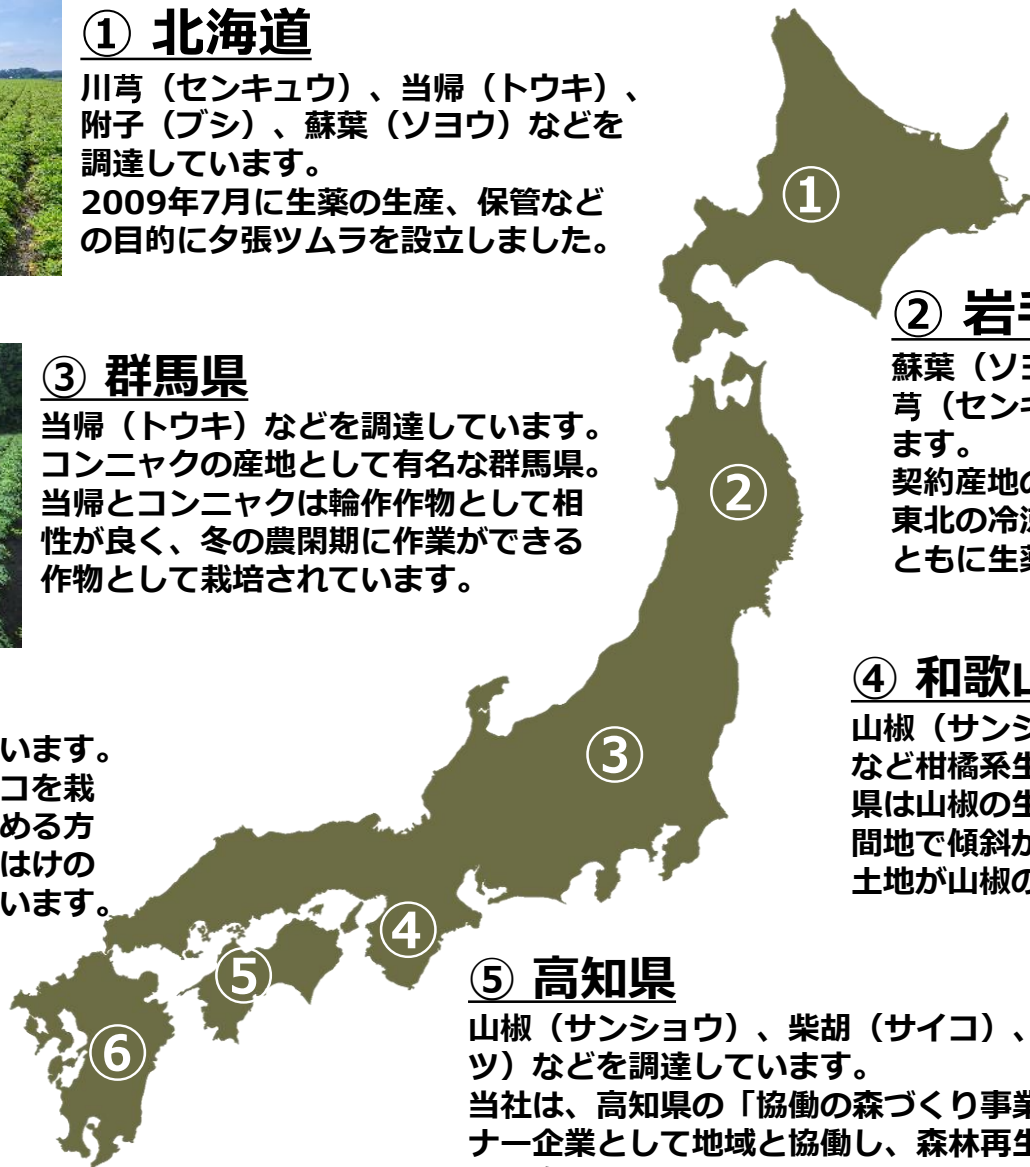 ① 北海道
川芎（センキュウ）、当帰（トウキ）、
附子（ブシ）、蘇葉（ソヨウ）などを
調達しています。
2009年7月に生薬の生産、保管など
の目的に夕張ツムラを設立しました。
② 岩手
蘇葉（ソヨ
芎（センキ
ます。
契約産地の
東北の冷涼
ともに生薬
③ 群馬県
当帰（トウキ）などを調達しています。
コンニャクの産地として有名な群馬県。
当帰とコンニャクは輪作作物として相
性が良く、冬の農閑期に作業ができる
作物として栽培されています。
④ 和歌山
山椒（サンシ
など柑橘系生
県は山椒の生
間地で傾斜が
土地が山椒の
います。
コを栽
める方
はけの
います。
⑤ 高知県
山椒（サンショウ）、柴胡（サイコ）、
ツ）などを調達しています。
当社は、高知県の「協働の森づくり事業
ナー企業として地域と協働し、森林再生
①
②
③
④
⑤
⑥